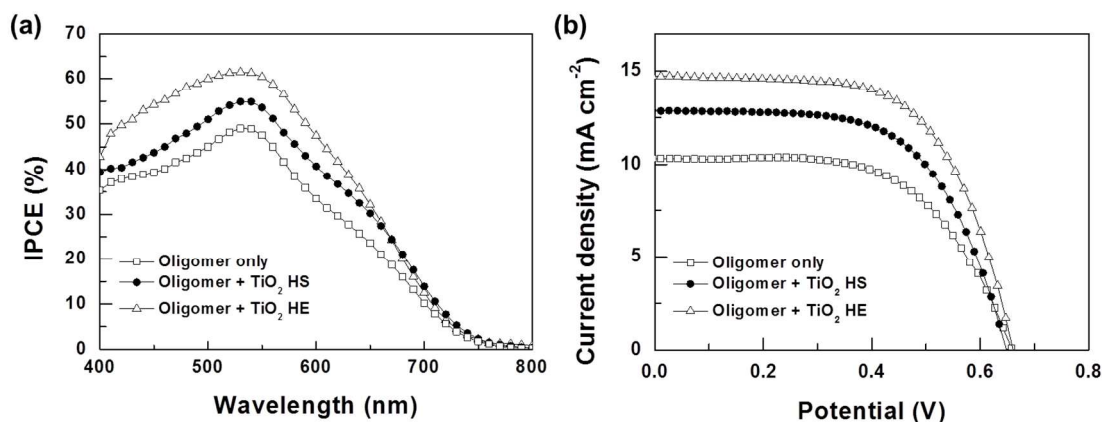 (a)
70
60
50
40
30
20
10
0
IPCE (%)
Oligomer only
Oligomer + TiO₂ HS
Oligomer + TiO₂ HE
400 500 600 700 800
Wavelength (nm)
(b)
15
10
5
0
Current density (mA cm⁻²)
Oligomer only
Oligomer + TiO₂ HS
Oligomer + TiO₂ HE
0.0 0.2 0.4 0.6 0.8
Potential (V)